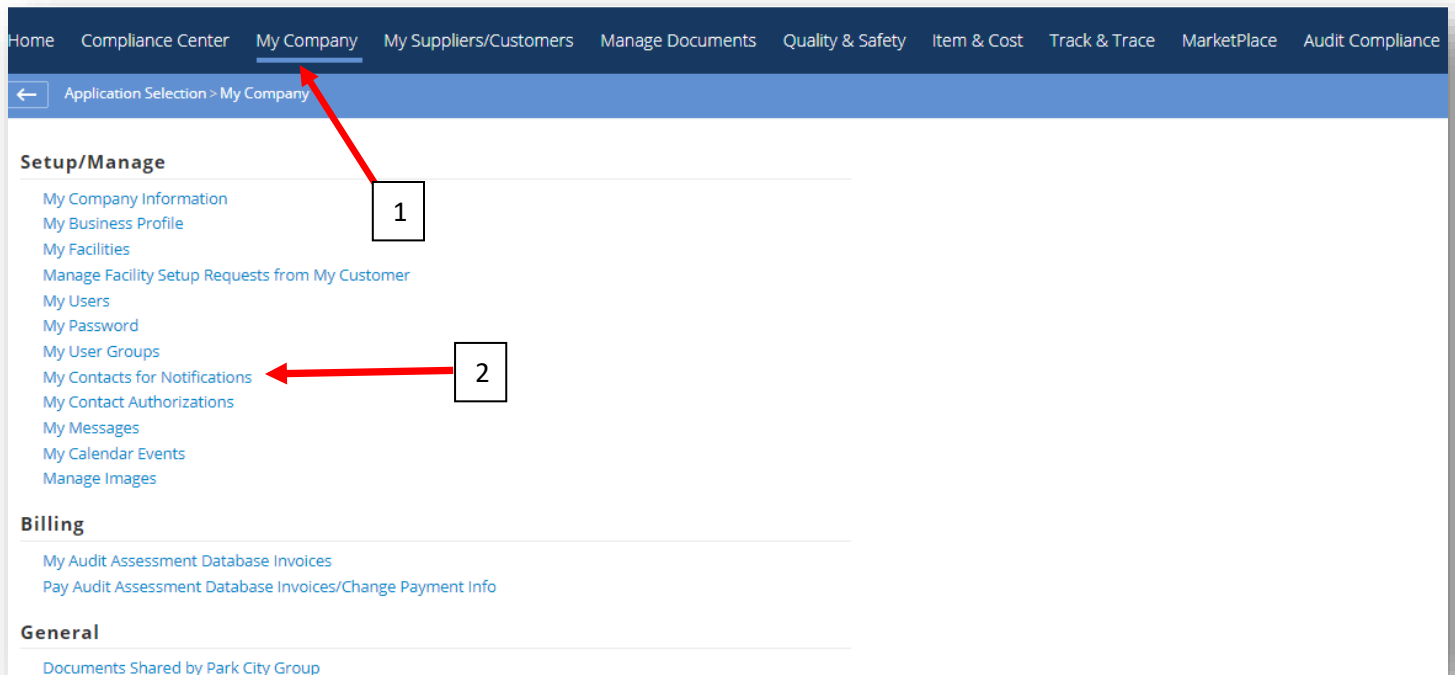 Home Compliance Center My Company My Suppliers/Customers Manage Documents Quality & Safety Item & Cost Track & Trace MarketPlace Audit Compliance
Application Selection > My Company
Setup/Manage
My Company Information
1
My Business Profile
My Facilities
Manage Facility Setup Requests from My Customer
My Users
My Password
My User Groups
My Contacts for Notifications
2
My Contact Authorizations
My Messages
My Calendar Events
Manage Images
Billing
My Audit Assessment Database Invoices
Pay Audit Assessment Database Invoices/Change Payment Info
General
Documents Shared by Park City Group